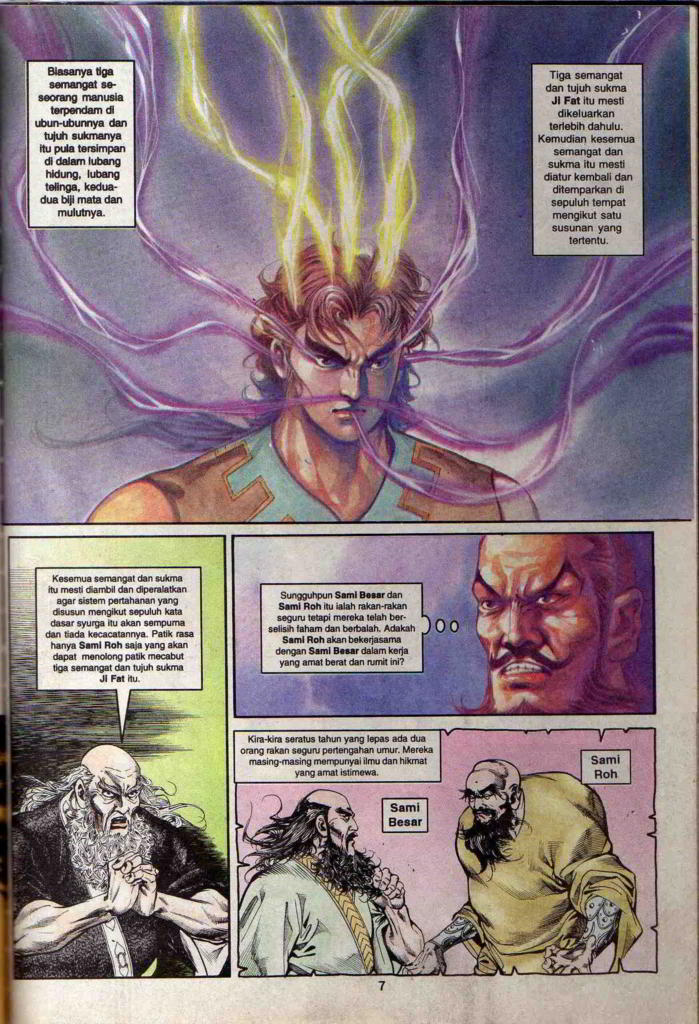 Biasanya tiga
semangat se-
seorang manusia
terpendam di
ubun-ubunnya dan
tujuh sukmanya
itu pula tersimpan
di dalam lubang
hidung, lubang
telinga, kedua-
dua biji mata dan
mulutnya.
Tiga semangat
dan tujuh sukma
JI Fat itu mesti
dikeluarkan
terlebih dahulu.
Kemudian kesemua
semangat dan
sukma itu mesti
diatur kembali dan
ditemparkan di
sepuluh tempat
mengikut satu
susunan yang
tertentu.
Kesemua semangat dan sukma
itu mesti diambil dan diperalatkan
agar sistem pertahanan yang
disusun mengikut sepuluh kata
dasar syurga itu akan sempurna
dan tiada kecacatannya. Patik rasa
hanya Sami Roh saja yang akan
dapat menolong patik mecabut
tiga semangat dan tujuh sukma
JI Fat itu.
Sungguhpun Sami Besar dan
Sami Roh itu ialah rakan-rakan
seguru tetapi mereka telah ber-
selisih faham dan berbalah. Adakah
Sami Roh akan bekerjasama
dengan Sami Besar dalam kerja
yang amat berat dan rumit ini?
Kira-kira seratus tahun yang lepas ada dua
orang rakan seguru pertengahan umur. Mereka
masing-masing mempunyai ilmu dan hikmat
yang amat istimewa.
Sami
Besar
Sami
Roh
7